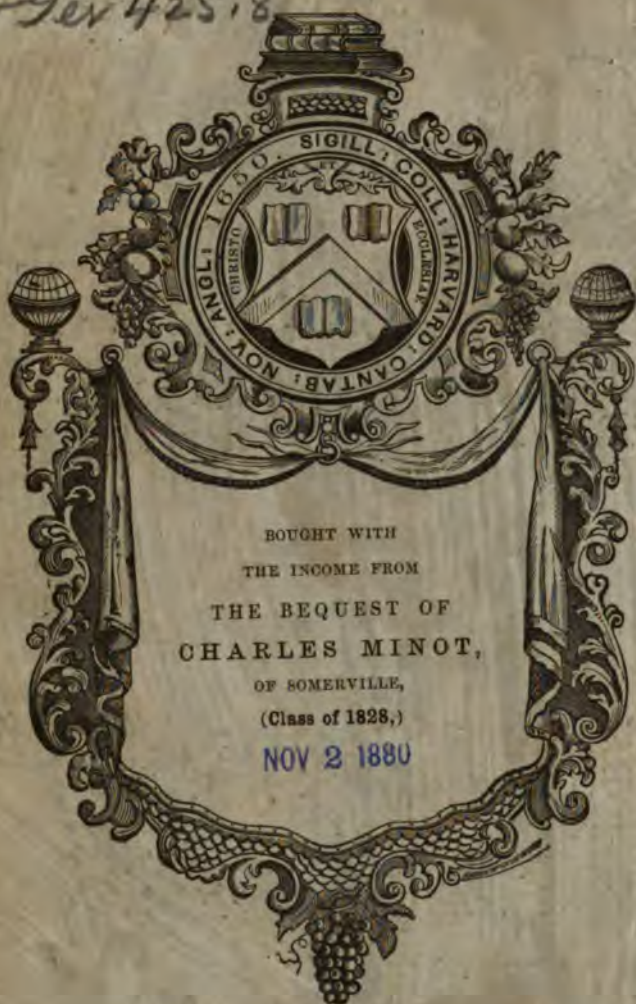 Ger 425.8
SIGILL: COLL: HARVARD: CANTAB: NOV: ANGL: 1650.
CHRISTO
ET
ECCLESIAE
BOUGHT WITH
THE INCOME FROM
THE BEQUEST OF
CHARLES MINOT,
OF SOMERVILLE,
(Class of 1828,)
NOV 2 1880